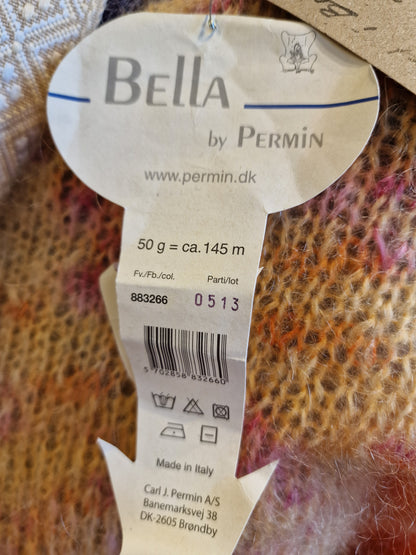 Bella
by Permin
www.permin.dk
50 g = ca. 145 m
Fv./Fb./col. Parti/lot
883266 0513
5 702858 832660
Made in Italy
Carl J. Permin A/S
Banemarksvej 38
DK-2605 Brøndby